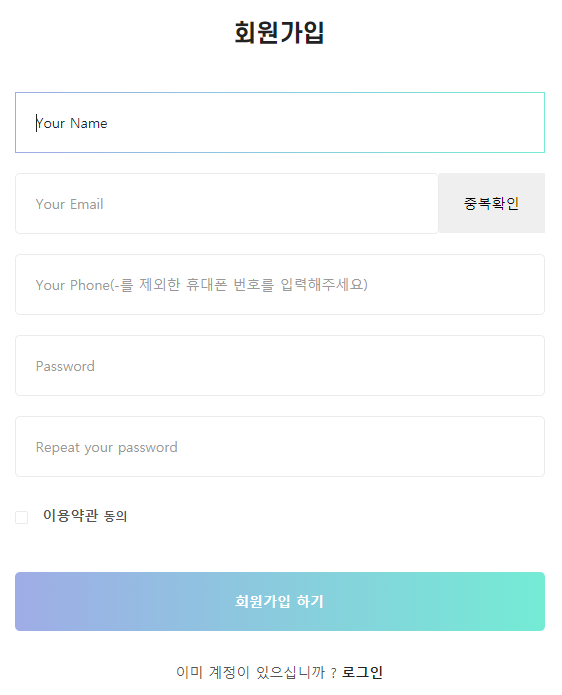 회원가입
Your Name
Your Email
중복확인
Your Phone(-를 제외한 휴대폰 번호를 입력해주세요)
Password
Repeat your password
이용약관 동의
회원가입 하기
이미 계정이 있으십니까 ? 로그인